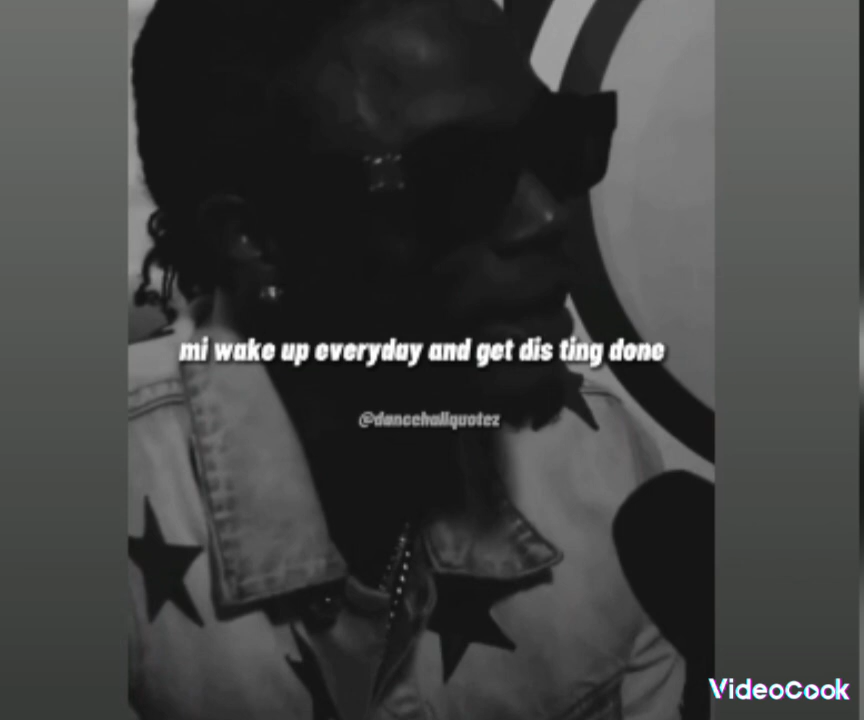 mi wake up everyday and get dis ting done
@dancehallquotez
VideoCook